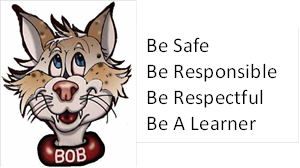 BOB
Be Safe
Be Responsible
Be Respectful
Be A Learner